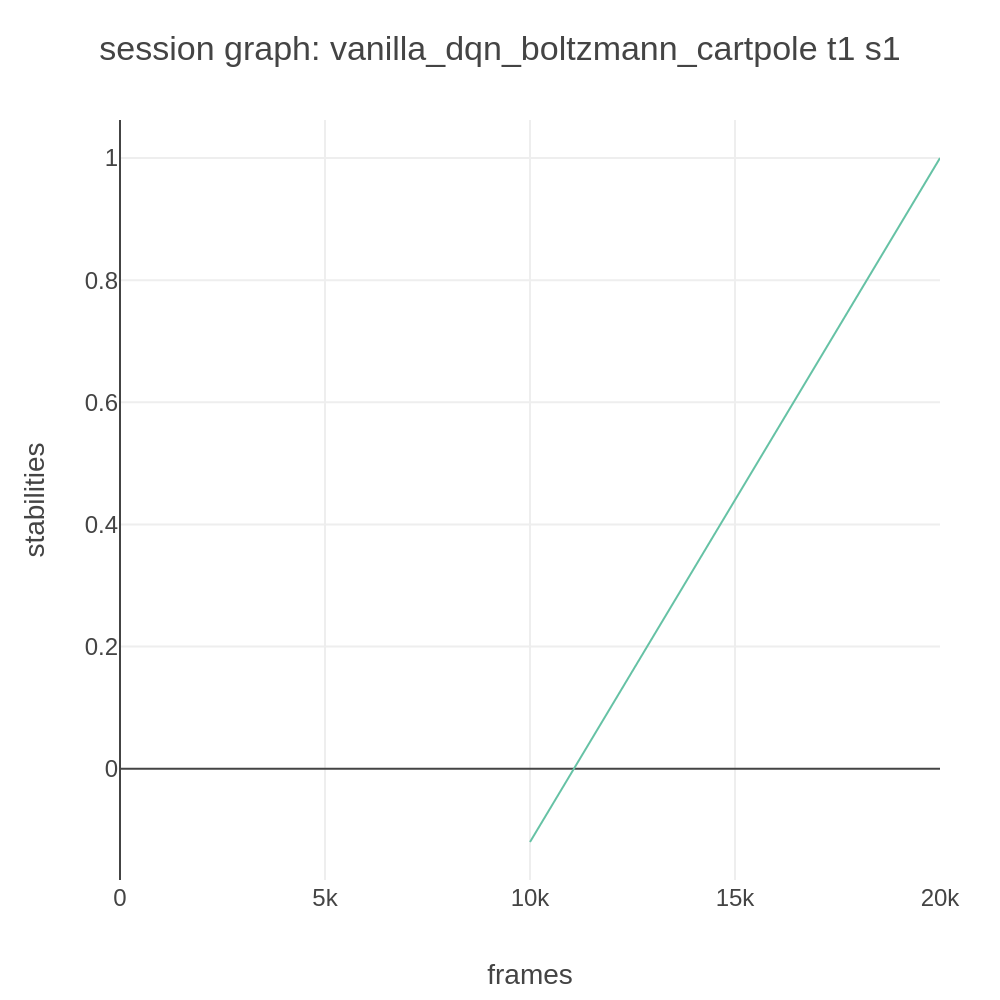 session graph: vanilla_dqn_boltzmann_cartpole t1 s1
1
0.8
0.6
0.4
0.2
0
stabilities
0 5k 10k 15k 20k
frames